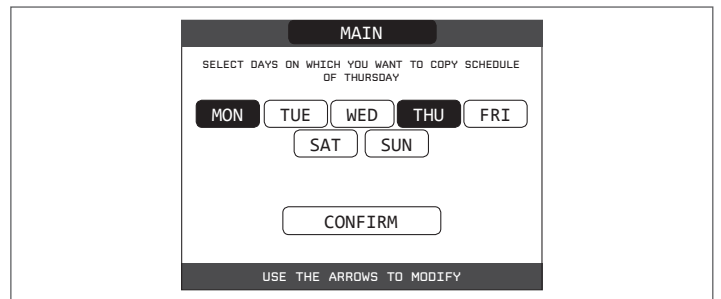 MAIN
SELECT DAYS ON WHICH YOU WANT TO COPY SCHEDULE
OF THURSDAY
MON TUE WED THU FRI
SAT SUN
CONFIRM
USE THE ARROWS TO MODIFY